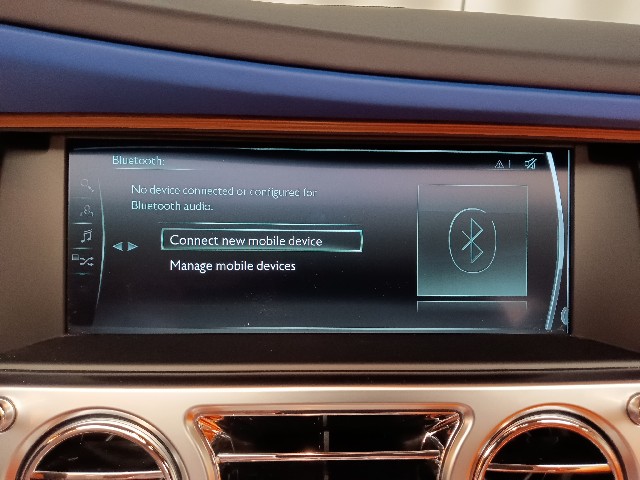 Bluetooth:
No device connected or configured for
Bluetooth audio.
Connect new mobile device
Manage mobile devices